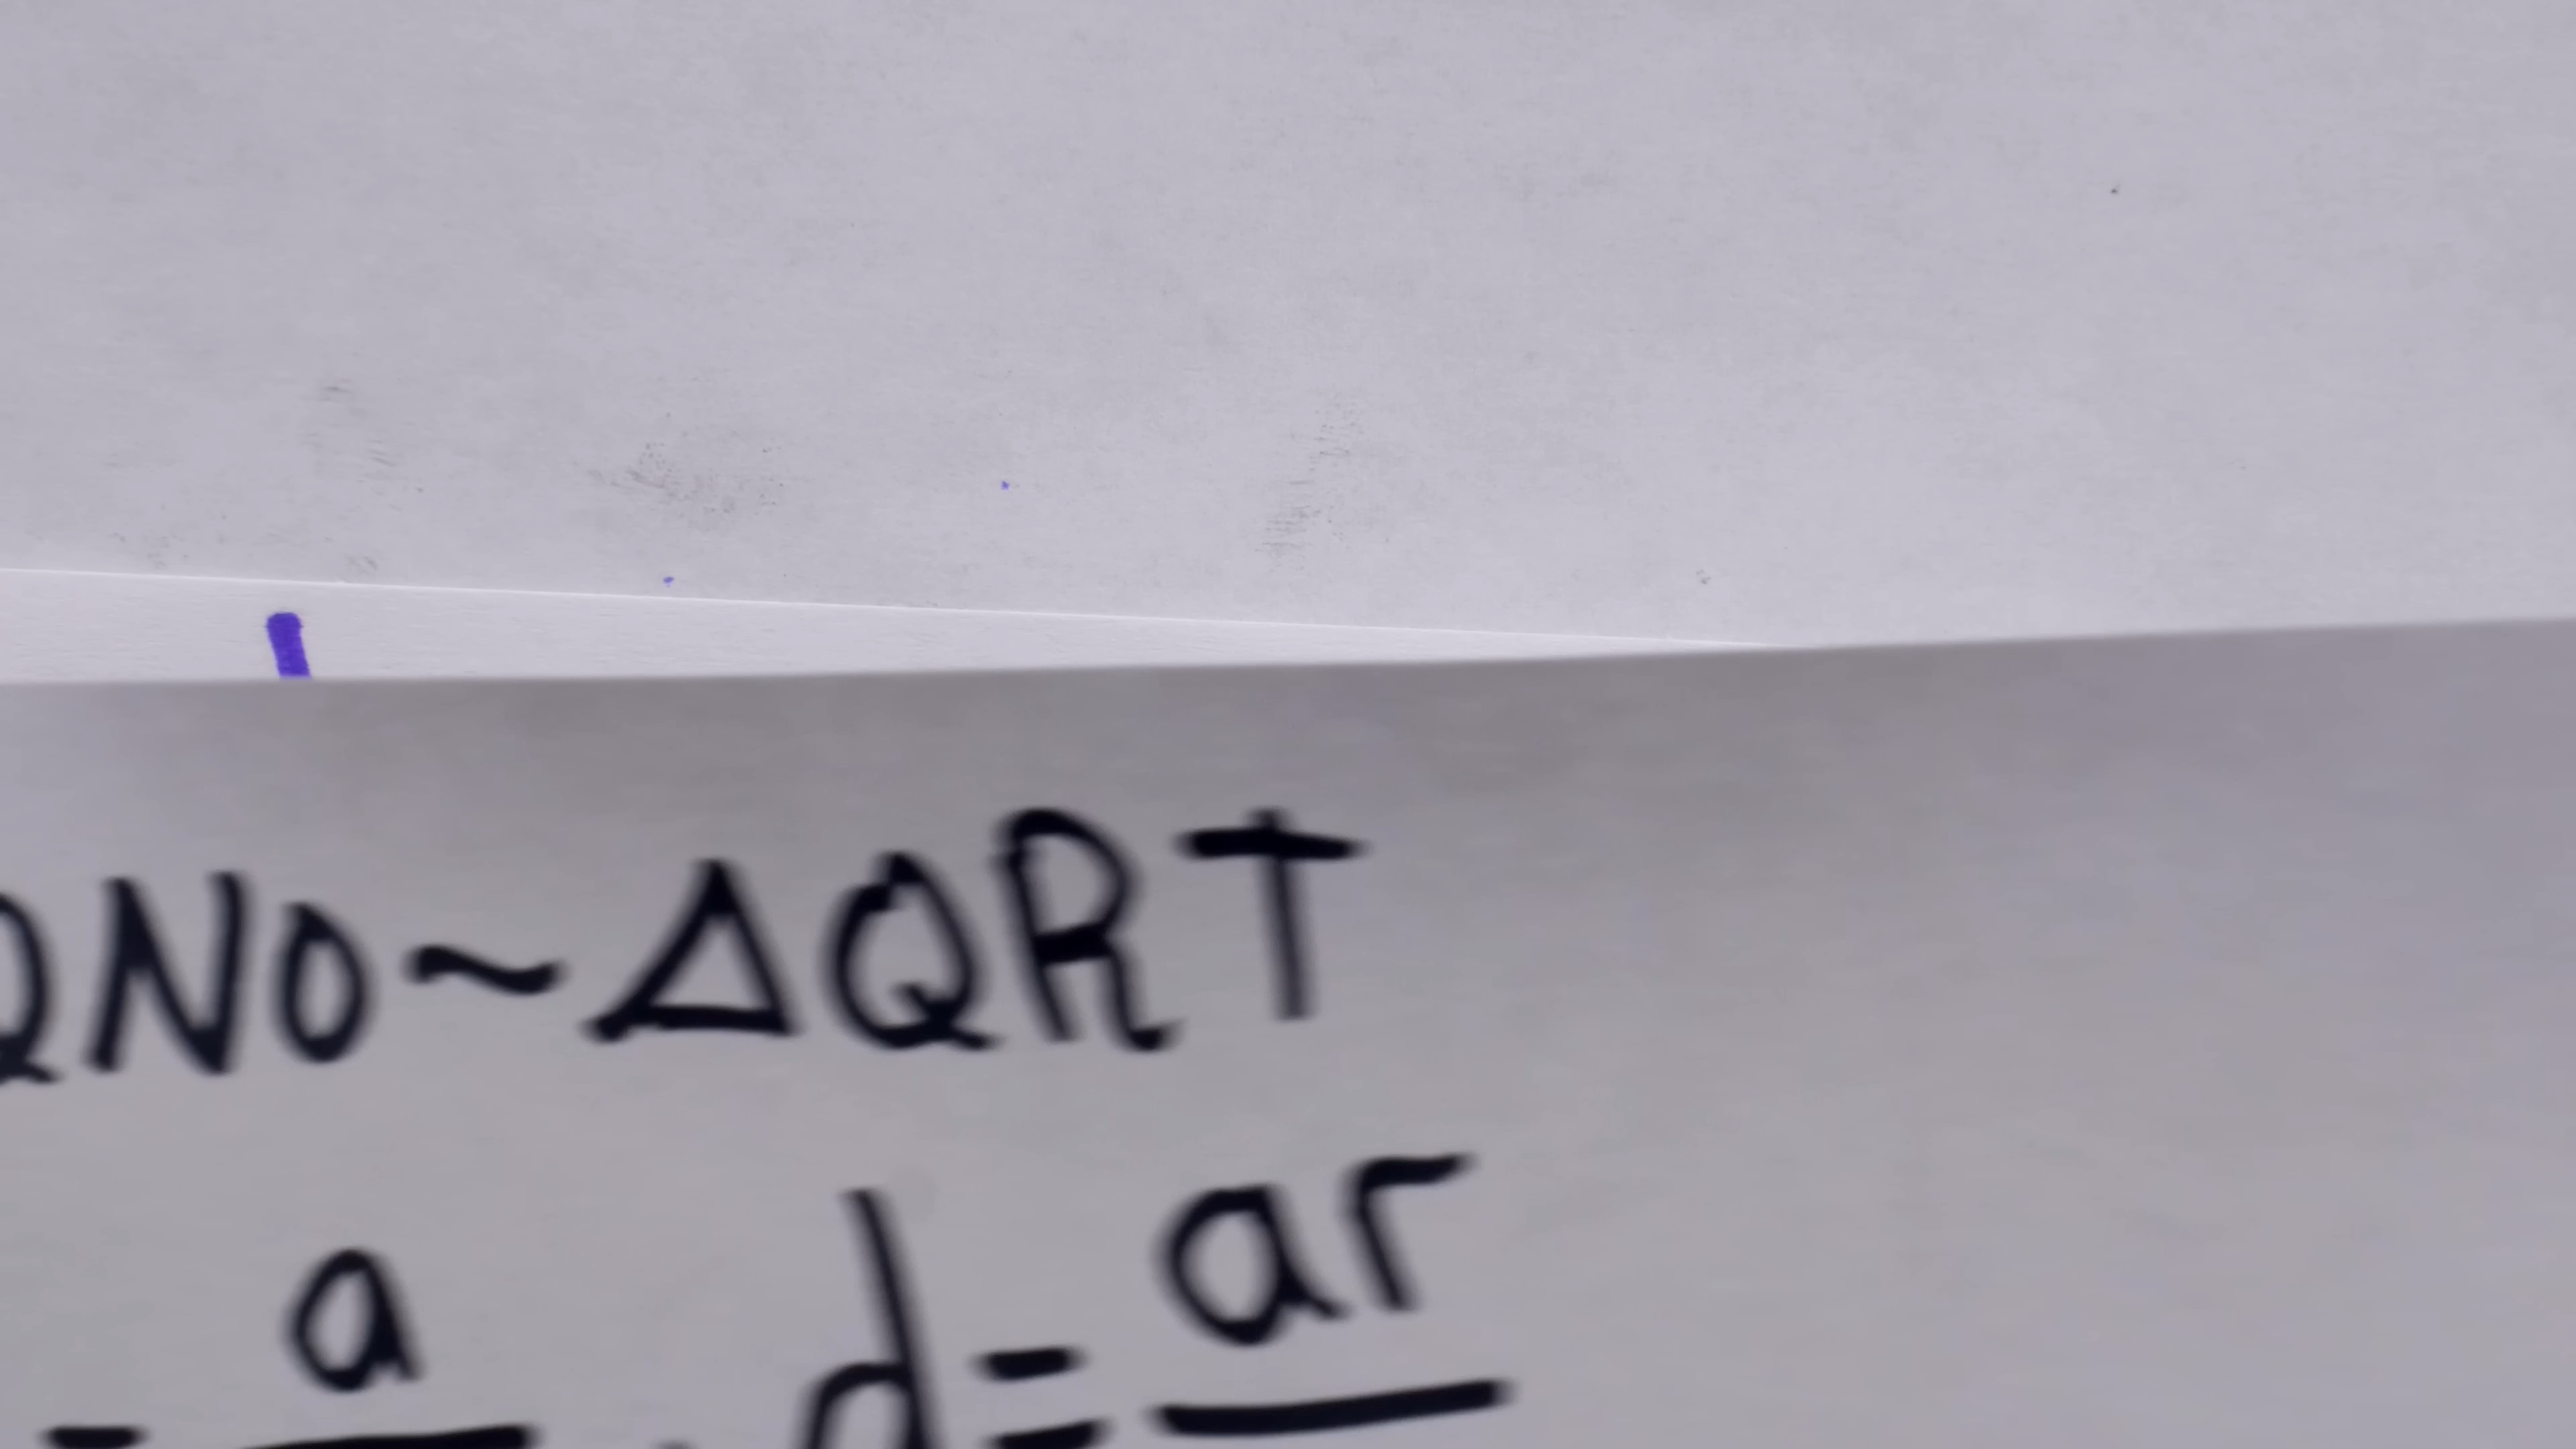 QNO~ΔQRT
= a d = ar